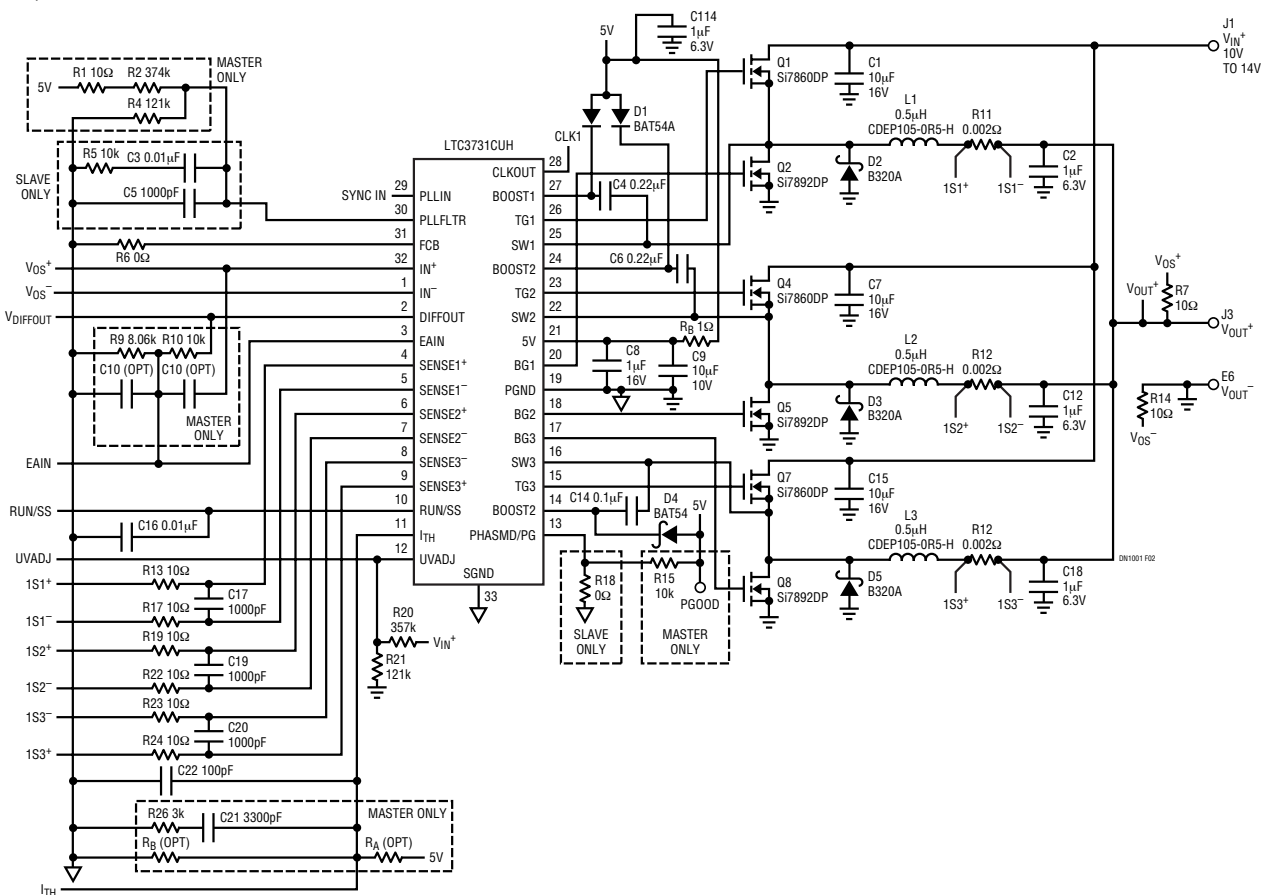 J1
VIN+
10V
TO 14V
C114
1µF
6.3V
5V
MASTER
ONLY
R1 10Ω
R2 374k
5V
R4 121k
Q1
Si7860DP
C1
10µF
16V
L1
0.5µH
CDEP105-0R5-H
R11
0.002Ω
D1
BAT54A
CLK1
LTC3731CUH
R5 10k
C3 0.01µF
C5 1000pF
SLAVE
ONLY
Q2
Si7892DP
D2
B320A
1S1+
1S1−
C2
1µF
6.3V
SYNC IN
29
PLLIN
30
PLLFLTR
31
FCB
32
IN+
1
IN−
2
DIFFOUT
3
EAIN
4
SENSE1+
5
SENSE1−
6
SENSE2+
7
SENSE2−
8
SENSE3−
9
SENSE3+
10
RUN/SS
11
ITH
12
UVADJ
SGND
33
CLKOUT
28
BOOST1
27
TG1
26
SW1
25
BOOST2
24
TG2
23
SW2
22
5V
21
BG1
20
PGND
19
BG2
18
BG3
17
SW3
16
TG3
15
BOOST2
14
PHASMD/PG
13
C4 0.22µF
C6 0.22µF
R6 0Ω
VOS+
VOS−
VDIFFOUT
R9 8.06k
R10 10k
C10 (OPT)
C10 (OPT)
MASTER
ONLY
EAIN
RUN/SS
C16 0.01µF
UVADJ
RB 1Ω
C8
1µF
16V
C9
10µF
10V
Q4
Si7860DP
C7
10µF
16V
L2
0.5µH
CDEP105-0R5-H
R12
0.002Ω
Q5
Si7892DP
D3
B320A
1S2+
1S2−
C12
1µF
6.3V
VOS+
VOUT+
R7
10Ω
J3
VOUT+
E6
VOUT−
R14
10Ω
VOS−
Q7
Si7860DP
C15
10µF
16V
L3
0.5µH
CDEP105-0R5-H
R12
0.002Ω
DN1001 F02
Q8
Si7892DP
D5
B320A
1S3+
1S3−
C18
1µF
6.3V
C14 0.1µF
D4
BAT54
5V
R18
0Ω
R15
10k
PGOOD
SLAVE
ONLY
MASTER
ONLY
1S1+
R13 10Ω
C17
1000pF
1S1−
R17 10Ω
1S2+
R19 10Ω
C19
1000pF
1S2−
R22 10Ω
1S3−
R23 10Ω
C20
1000pF
1S3+
R24 10Ω
R20
357k
VIN+
R21
121k
C22 100pF
R26 3k
C21 3300pF
MASTER ONLY
RB (OPT)
RA (OPT)
5V
ITH